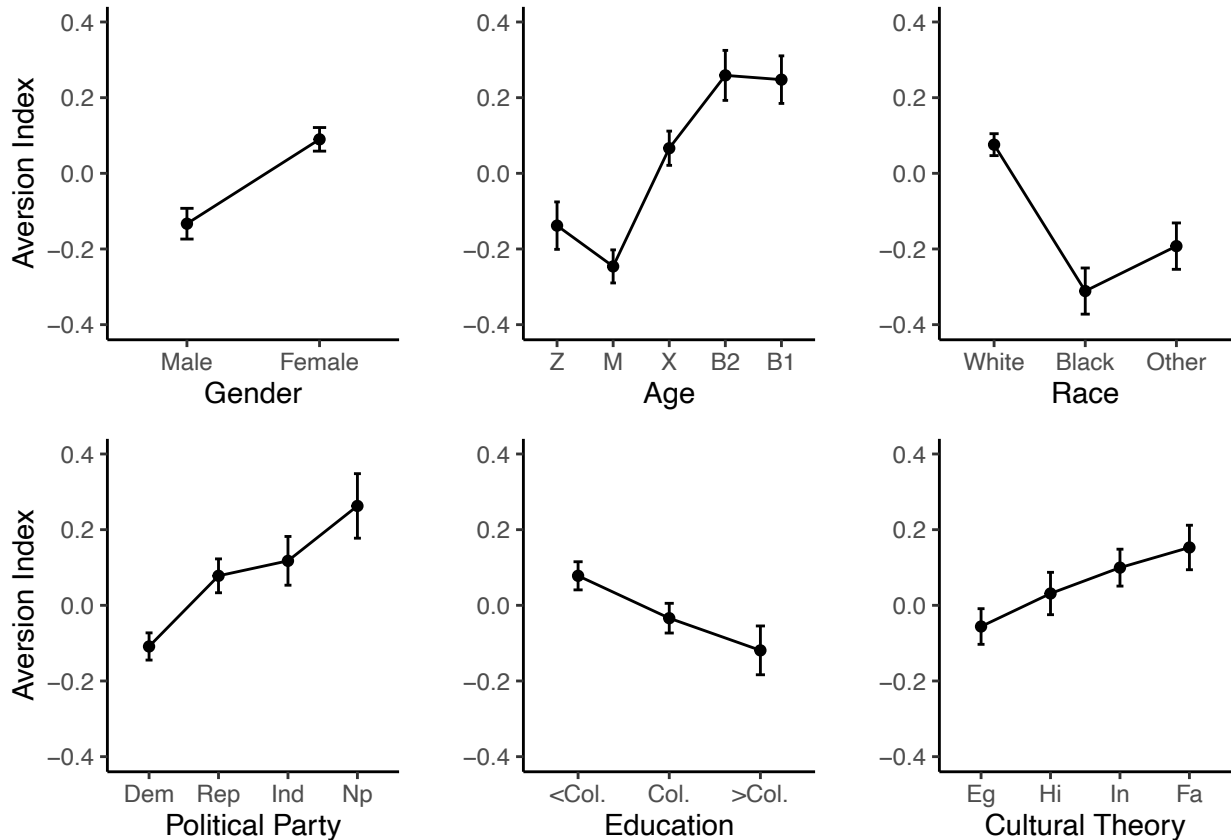 Aversion Index
0.4
0.2
0.0
−0.2
−0.4
Male Female
Gender
0.4
0.2
0.0
−0.2
−0.4
Z M X B2 B1
Age
0.4
0.2
0.0
−0.2
−0.4
White Black Other
Race
Aversion Index
0.4
0.2
0.0
−0.2
−0.4
Dem Rep Ind Np
Political Party
0.4
0.2
0.0
−0.2
−0.4
<Col. Col. >Col.
Education
0.4
0.2
0.0
−0.2
−0.4
Eg Hi In Fa
Cultural Theory